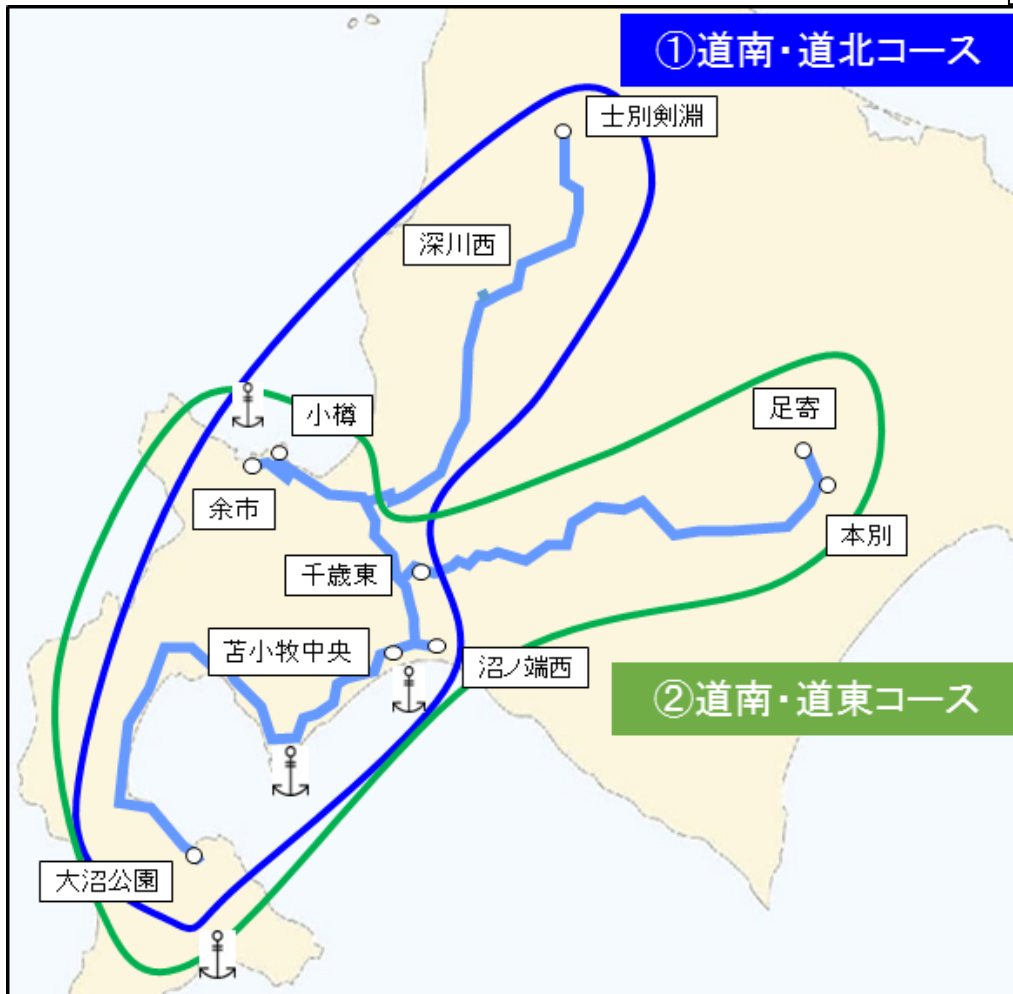 ①道南・道北コース
士別剣淵
深川西
小樽
足寄
余市
本別
千歳東
苫小牧中央
沼ノ端西
②道南・道東コース
大沼公園